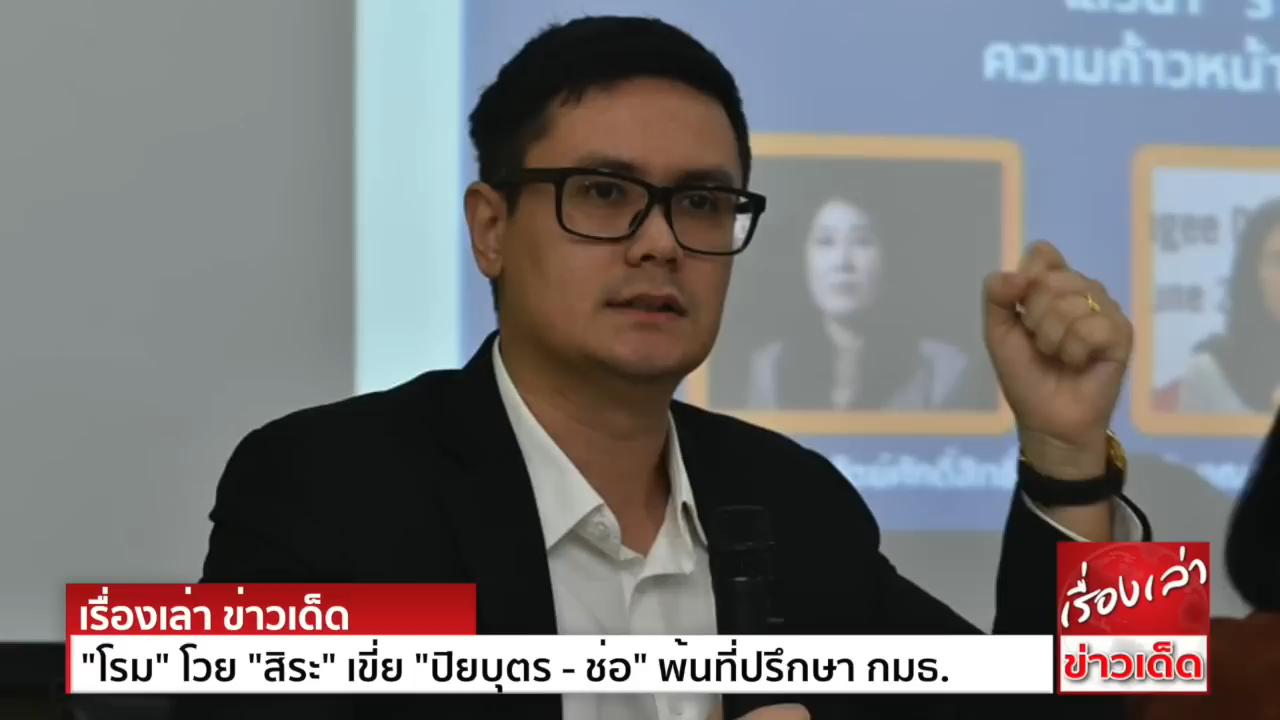 ความก้าวหน้า
เรื่องเล่า ข่าวเด็ด
"โรม" โวย "สิระ" เขี่ย "ปิยบุตร - ช่อ" พ้นที่ปรึกษา กมธ.
เรื่องเล่า
ข่าวเด็ด